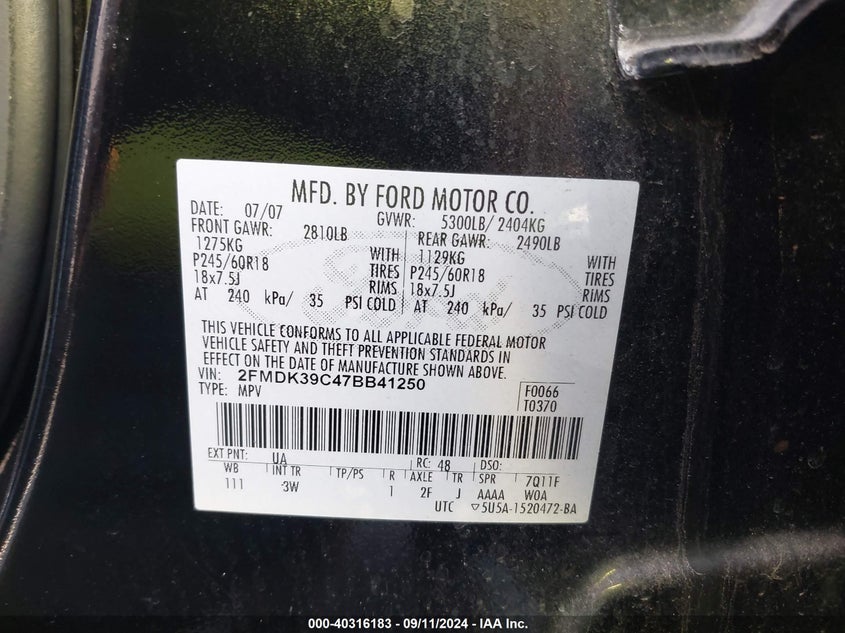 MFD. BY FORD MOTOR CO.
DATE: 07/07 GVWR: 5300LB/ 2404KG
FRONT GAWR: 2810LB REAR GAWR: 2490LB
1275KG WITH 1129KG WITH
P245/60R18 TIRES P245/60R18 TIRES
18x7.5J RIMS 18x7.5J RIMS
AT 240 kPa/ 35 PSI COLD AT 240 kPa/ 35 PSI COLD
THIS VEHICLE CONFORMS TO ALL APPLICABLE FEDERAL MOTOR
VEHICLE SAFETY AND THEFT PREVENTION STANDARDS IN
EFFECT ON THE DATE OF MANUFACTURE SHOWN ABOVE.
VIN: 2FMDK39C47BB41250
TYPE: MPV F0066
T0370
EXT PNT: UA RC: 48 DSO:
WB INT TR TP/PS R AXLE TR SPR 7Q11F
111 3W 1 2F J AAAA W0A
UTC ▽5U5A-1520472-BA
000-40316183 - 09/11/2024 - IAA Inc.